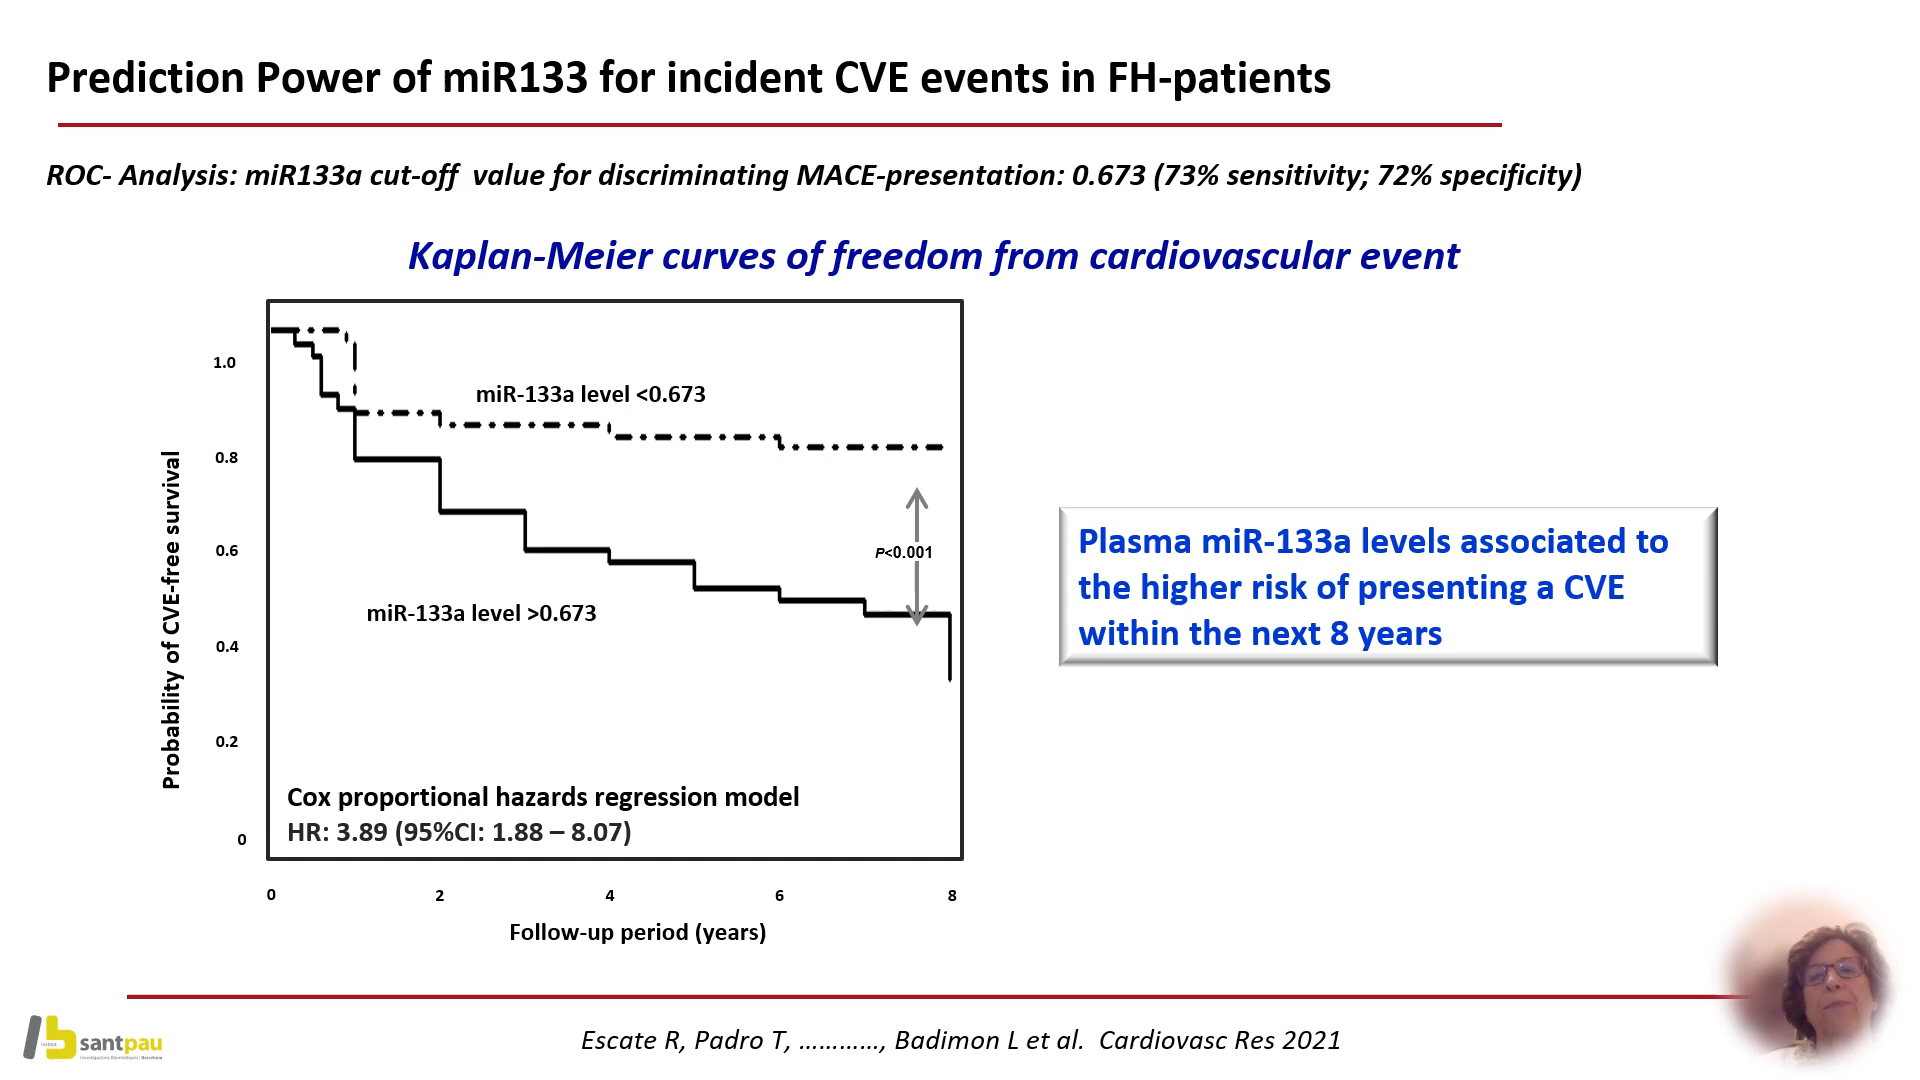 Prediction Power of miR133 for incident CVE events in FH-patients
ROC- Analysis: miR133a cut-off value for discriminating MACE-presentation: 0.673 (73% sensitivity; 72% specificity)
Kaplan-Meier curves of freedom from cardiovascular event
Probability of CVE-free survival
1.0
0.8
0.6
0.4
0.2
0
miR-133a level <0.673
P<0.001
miR-133a level >0.673
Cox proportional hazards regression model
HR: 3.89 (95%CI: 1.88 – 8.07)
0 2 4 6 8
Follow-up period (years)
Plasma miR-133a levels associated to
the higher risk of presenting a CVE
within the next 8 years
santpau
Escate R, Padro T, …………, Badimon L et al. Cardiovasc Res 2021